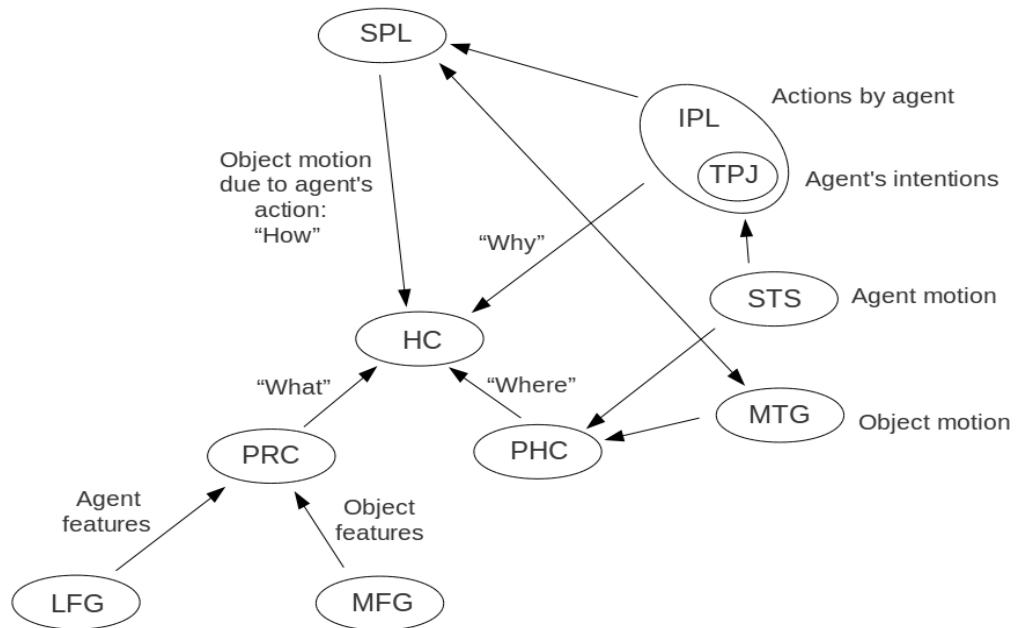 SPL
Actions by agent
IPL
Object motion
due to agent's
action:
“How”
TPJ
Agent's intentions
“Why”
STS
Agent motion
HC
“What”
“Where”
MTG
Object motion
PRC
PHC
Agent
features
Object
features
LFG
MFG